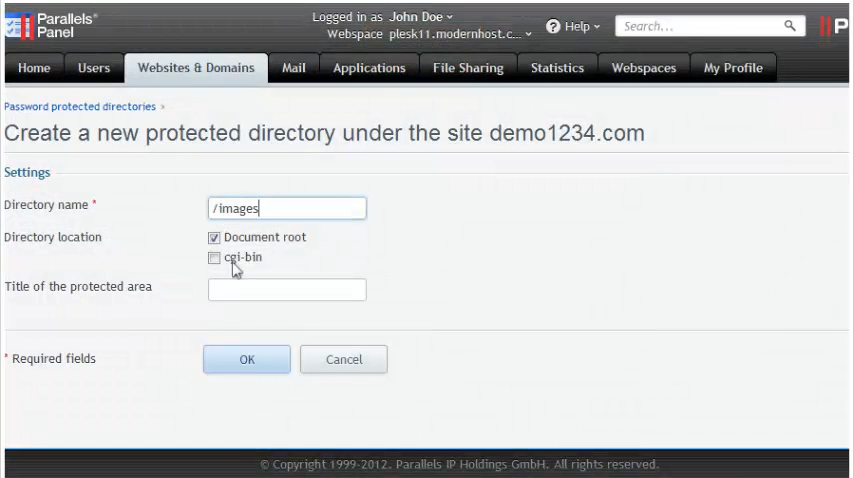 Parallels®
Panel
Logged in as John Doe
Webspace plesk11.modernhost.c...
Help
Search...
P
Home Users Websites & Domains Mail Applications File Sharing Statistics Webspaces My Profile
Password protected directories >
Create a new protected directory under the site demo1234.com
Settings
Directory name * /images
Directory location Document root
cgi-bin
Title of the protected area
* Required fields OK Cancel
© Copyright 1999-2012. Parallels IP Holdings GmbH. All rights reserved.